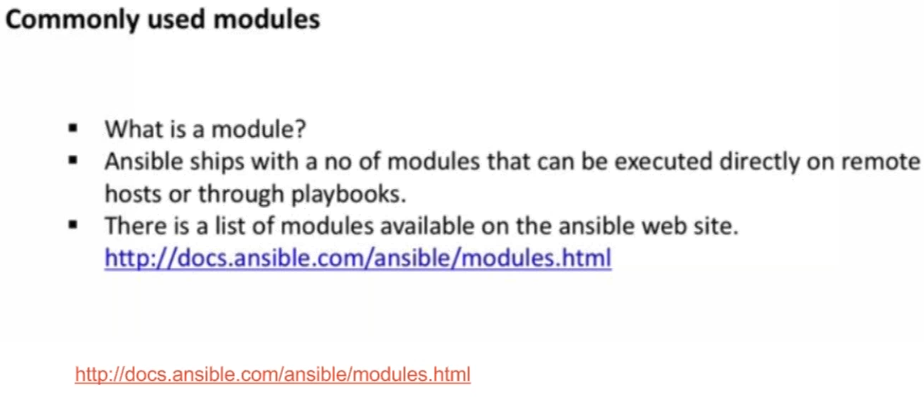 Commonly used modules
▪ What is a module?
▪ Ansible ships with a no of modules that can be executed directly on remote
hosts or through playbooks.
▪ There is a list of modules available on the ansible web site.
http://docs.ansible.com/ansible/modules.html
http://docs.ansible.com/ansible/modules.html